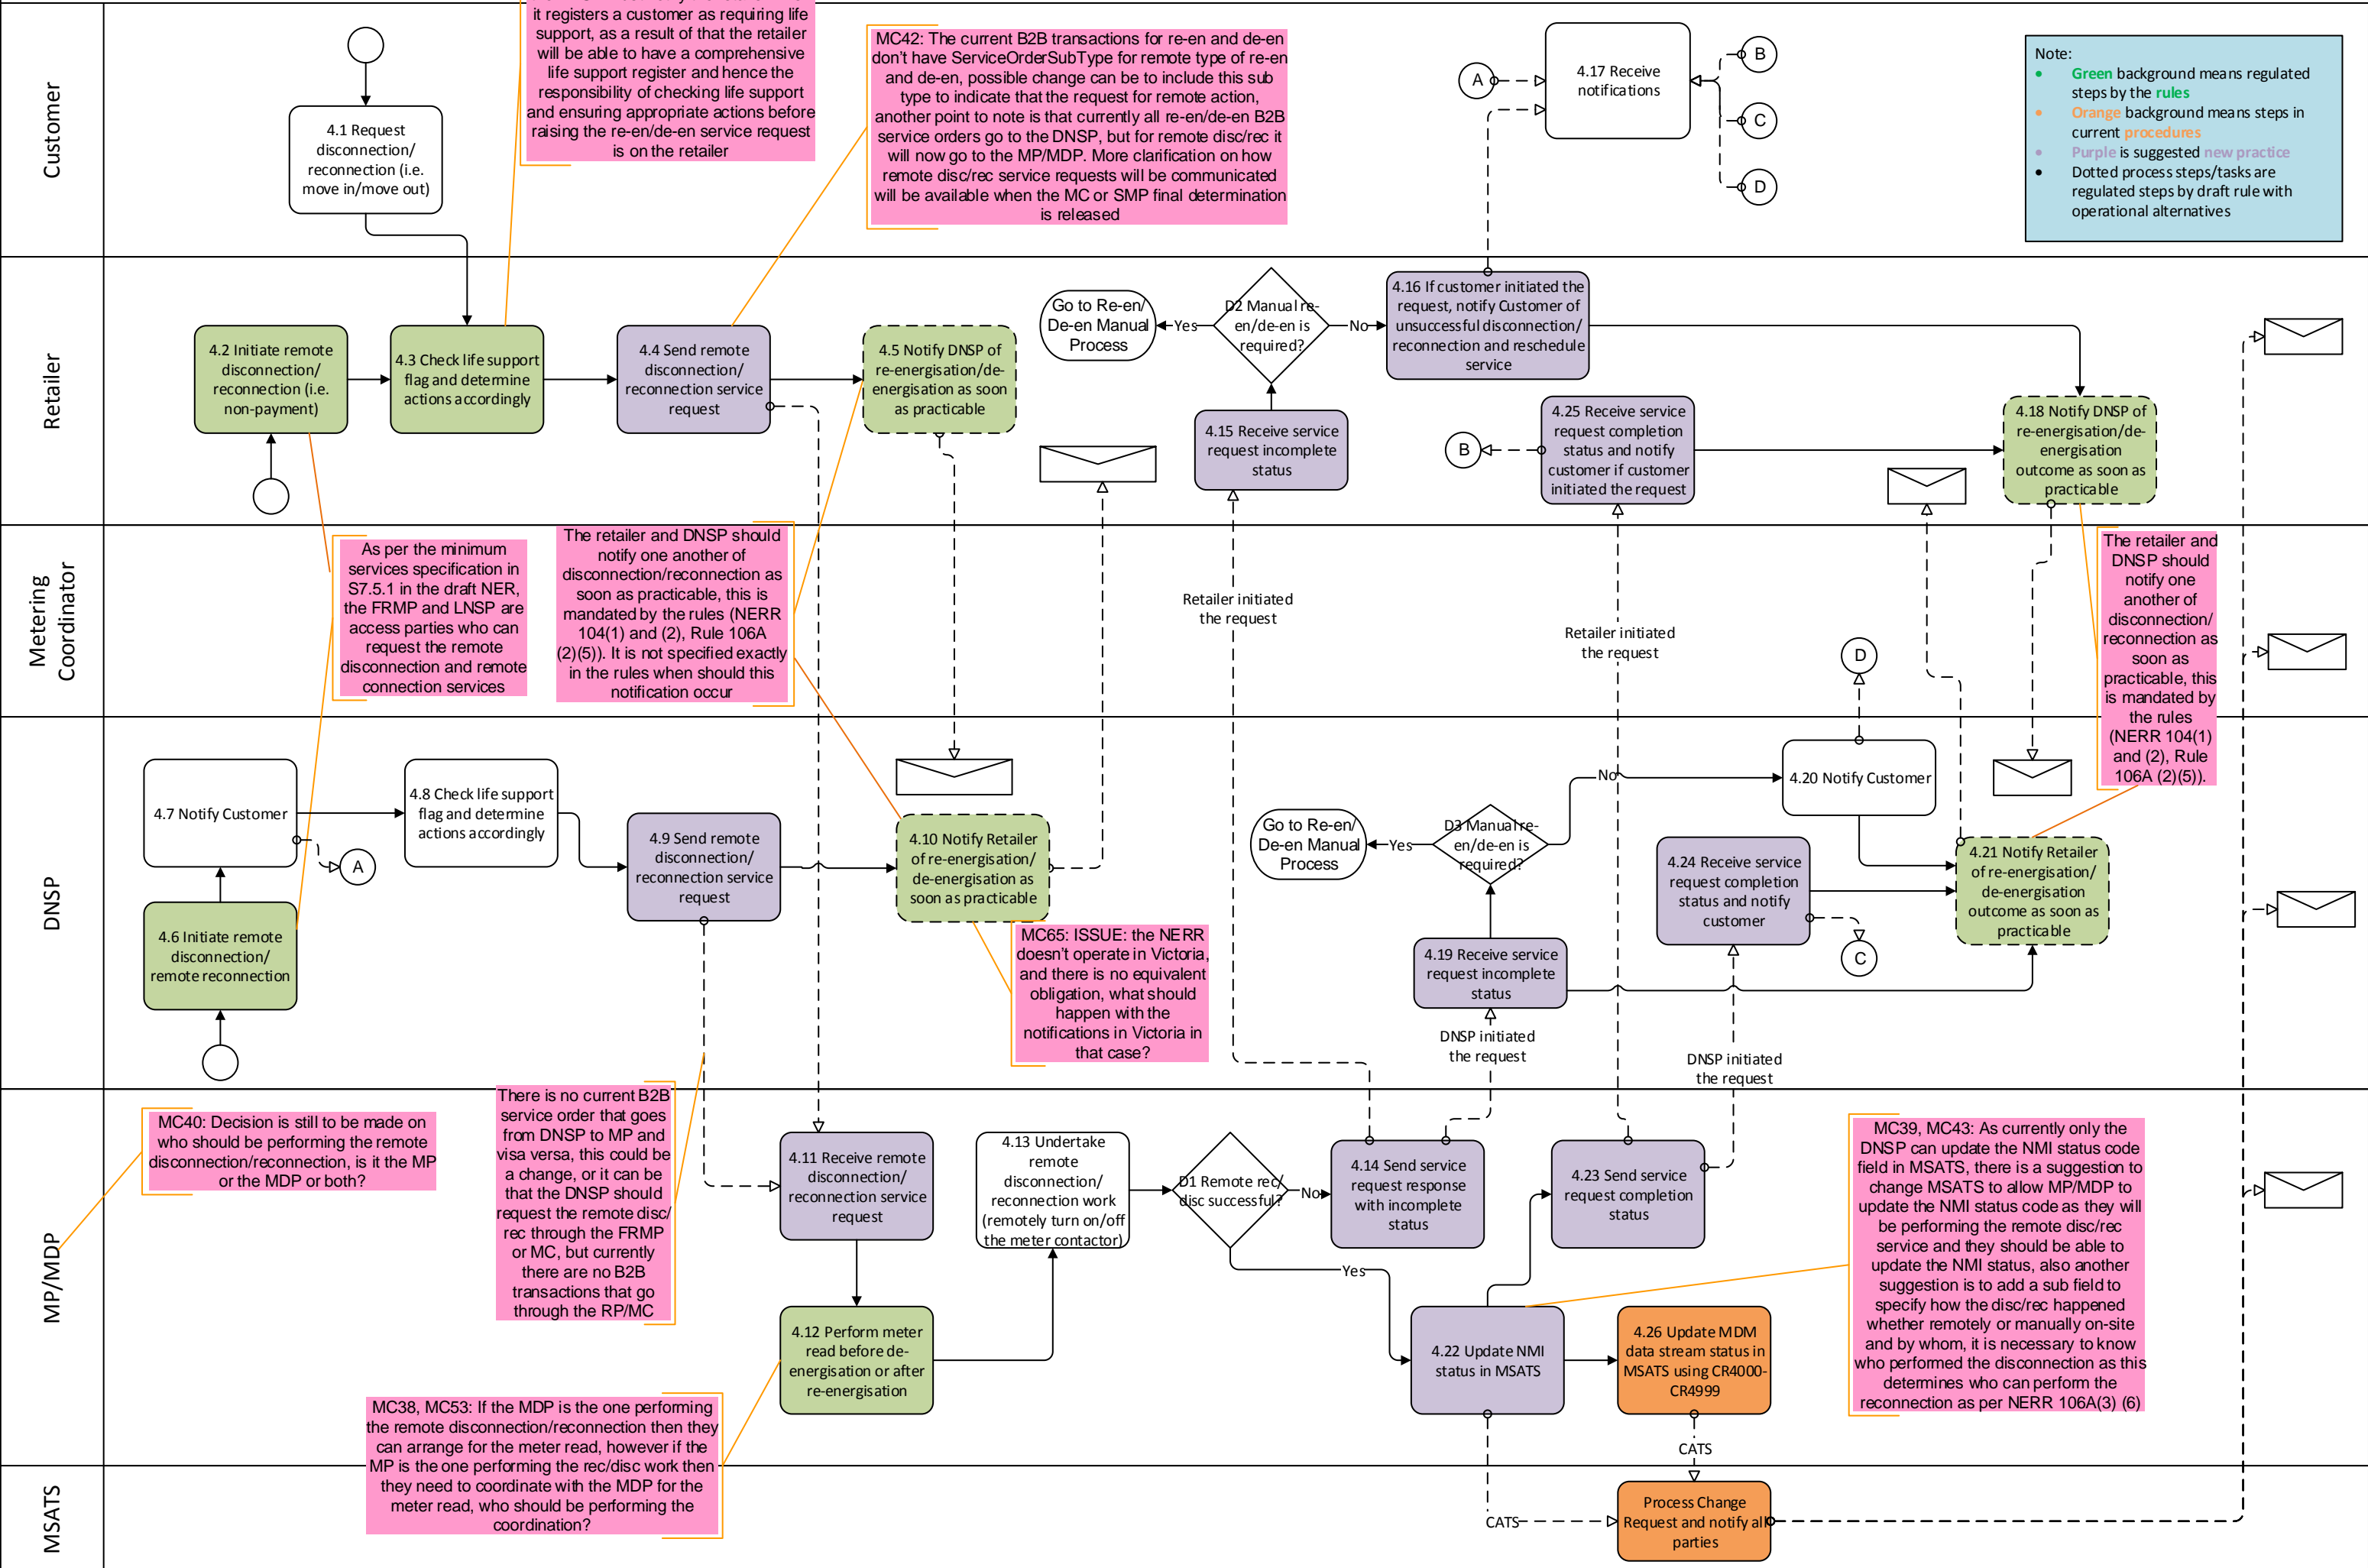 Customer
it registers a customer as requiring life
support, as a result of that the retailer
will be able to have a comprehensive
life support register and hence the
responsibility of checking life support
and ensuring appropriate actions before
raising the re-en/de-en service request
is on the retailer
4.1 Request
disconnection/
reconnection (i.e.
move in/move out)
MC42: The current B2B transactions for re-en and de-en
don't have ServiceOrderSubType for remote type of re-en
and de-en, possible change can be to include this sub
type to indicate that the request for remote action,
another point to note is that currently all re-en/de-en B2B
service orders go to the DNSP, but for remote disc/rec it
will now go to the MP/MDP. More clarification on how
remote disc/rec service requests will be communicated
will be available when the MC or SMP final determination
is released
A
4.17 Receive
notifications
B
C
D
Note:
• Green background means regulated
steps by the rules
• Orange background means steps in
current procedures
• Purple is suggested new practice
• Dotted process steps/tasks are
regulated steps by draft rule with
operational alternatives
Retailer
4.2 Initiate remote
disconnection/
reconnection (i.e.
non-payment)
4.3 Check life support
flag and determine
actions accordingly
4.4 Send remote
disconnection/
reconnection service
request
4.5 Notify DNSP of
re-energisation/de-
energisation as soon
as practicable
Go to Re-en/
De-en Manual
Process
Yes
D2 Manual re-
en/de-en is
required?
No
4.16 If customer initiated the
request, notify Customer of
unsuccessful disconnection/
reconnection and reschedule
service
4.15 Receive service
request incomplete
status
B
4.25 Receive service
request completion
status and notify
customer if customer
initiated the request
4.18 Notify DNSP of
re-energisation/de-
energisation
outcome as soon as
practicable
Metering
Coordinator
As per the minimum
services specification in
S7.5.1 in the draft NER,
the FRMP and LNSP are
access parties who can
request the remote
disconnection and remote
connection services
The retailer and DNSP should
notify one another of
disconnection/reconnection as
soon as practicable, this is
mandated by the rules (NERR
104(1) and (2), Rule 106A
(2)(5)). It is not specified exactly
in the rules when should this
notification occur
Retailer initiated
the request
Retailer initiated
the request
D
The retailer and
DNSP should
notify one
another of
disconnection/
reconnection as
soon as
practicable, this
is mandated by
the rules
(NERR 104(1)
and (2), Rule
106A (2)(5)).
DNSP
4.7 Notify Customer
A
4.8 Check life support
flag and determine
actions accordingly
4.6 Initiate remote
disconnection/
remote reconnection
4.9 Send remote
disconnection/
reconnection service
request
4.10 Notify Retailer
of re-energisation/
de-energisation as
soon as practicable
MC65: ISSUE: the NERR
doesn't operate in Victoria,
and there is no equivalent
obligation, what should
happen with the
notifications in Victoria in
that case?
Go to Re-en/
De-en Manual
Process
Yes
D3 Manual re-
en/de-en is
required?
No
4.20 Notify Customer
4.19 Receive service
request incomplete
status
4.24 Receive service
request completion
status and notify
customer
C
4.21 Notify Retailer
of re-energisation/
de-energisation
outcome as soon as
practicable
DNSP initiated
the request
DNSP initiated
the request
MP/MDP
MC40: Decision is still to be made on
who should be performing the remote
disconnection/reconnection, is it the MP
or the MDP or both?
There is no current B2B
service order that goes
from DNSP to MP and
visa versa, this could be
a change, or it can be
that the DNSP should
request the remote disc/
rec through the FRMP
or MC, but currently
there are no B2B
transactions that go
through the RP/MC
4.11 Receive remote
disconnection/
reconnection service
request
4.12 Perform meter
read before de-
energisation or after
re-energisation
4.13 Undertake
remote
disconnection/
reconnection work
(remotely turn on/off
the meter contactor)
D1 Remote rec/
disc successful?
No
Yes
4.14 Send service
request response
with incomplete
status
4.23 Send service
request completion
status
4.22 Update NMI
status in MSATS
4.26 Update MDM
data stream status in
MSATS using CR4000-
CR4999
MC39, MC43: As currently only the
DNSP can update the NMI status code
field in MSATS, there is a suggestion to
change MSATS to allow MP/MDP to
update the NMI status code as they will
be performing the remote disc/rec
service and they should be able to
update the NMI status, also another
suggestion is to add a sub field to
specify how the disc/rec happened
whether remotely or manually on-site
and by whom, it is necessary to know
who performed the disconnection as this
determines who can perform the
reconnection as per NERR 106A(3) (6)
MC38, MC53: If the MDP is the one performing
the remote disconnection/reconnection then they
can arrange for the meter read, however if the
MP is the one performing the rec/disc work then
they need to coordinate with the MDP for the
meter read, who should be performing the
coordination?
CATS
MSATS
CATS
Process Change
Request and notify all
parties